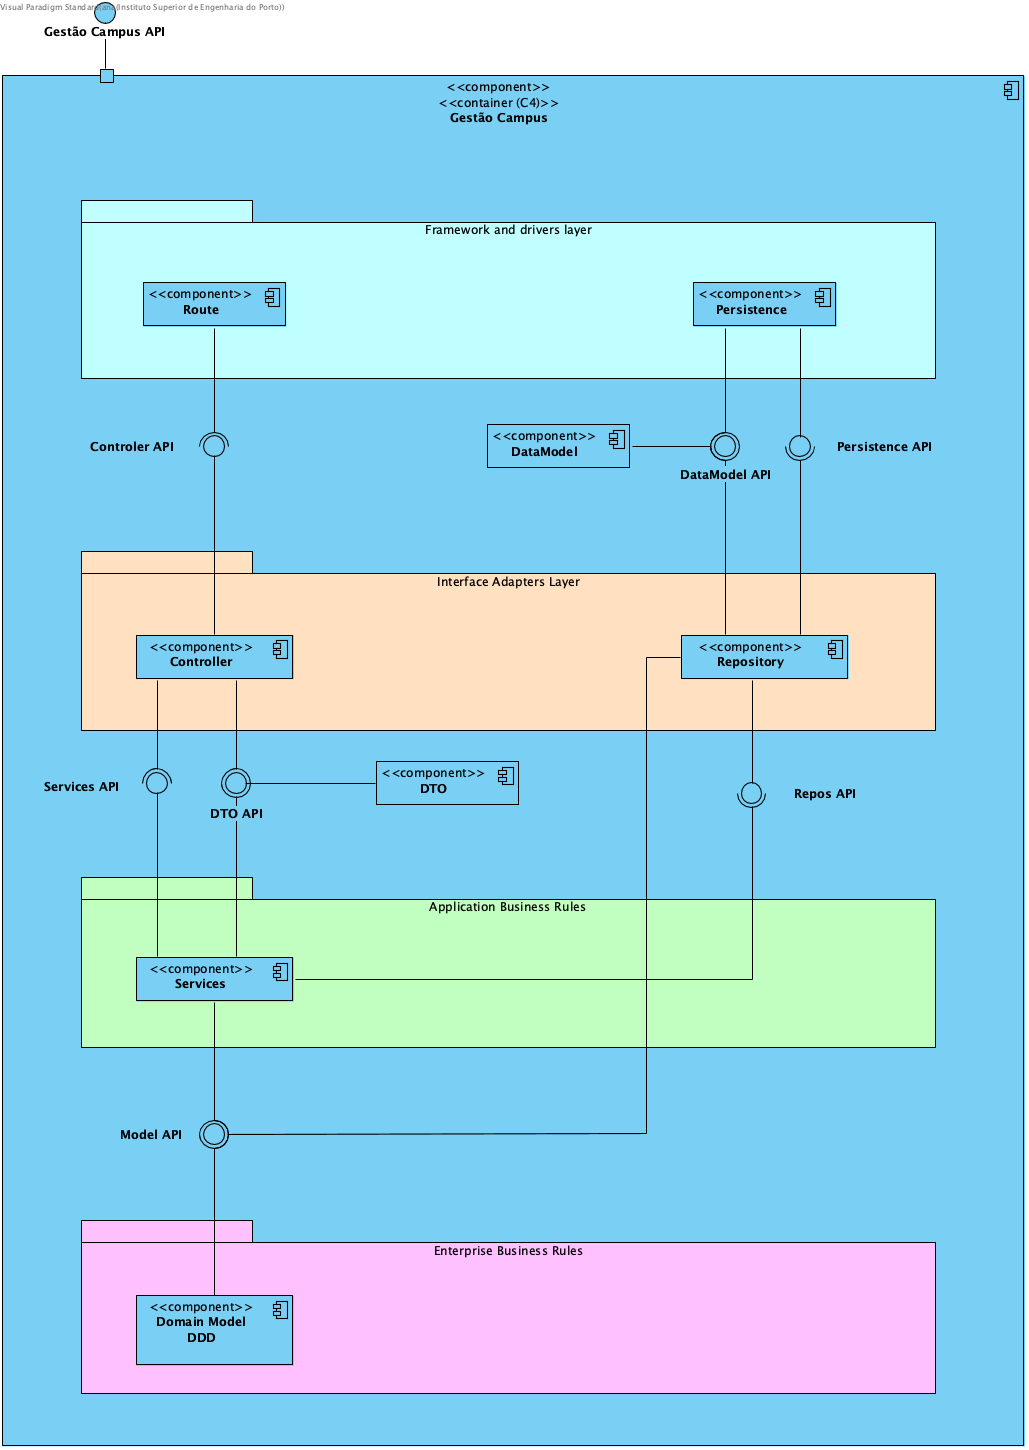 Visual Paradigm Standard(ana(Instituto Superior de Engenharia do Porto))
Gestão Campus API
<<component>>
<<container (C4)>>
Gestão Campus
Framework and drivers layer
<<component>>
Route
<<component>>
Persistence
Controler API
<<component>>
DataModel
DataModel API
Persistence API
Interface Adapters Layer
<<component>>
Controller
<<component>>
Repository
Services API
DTO API
<<component>>
DTO
Repos API
Application Business Rules
<<component>>
Services
Model API
Enterprise Business Rules
<<component>>
Domain Model
DDD